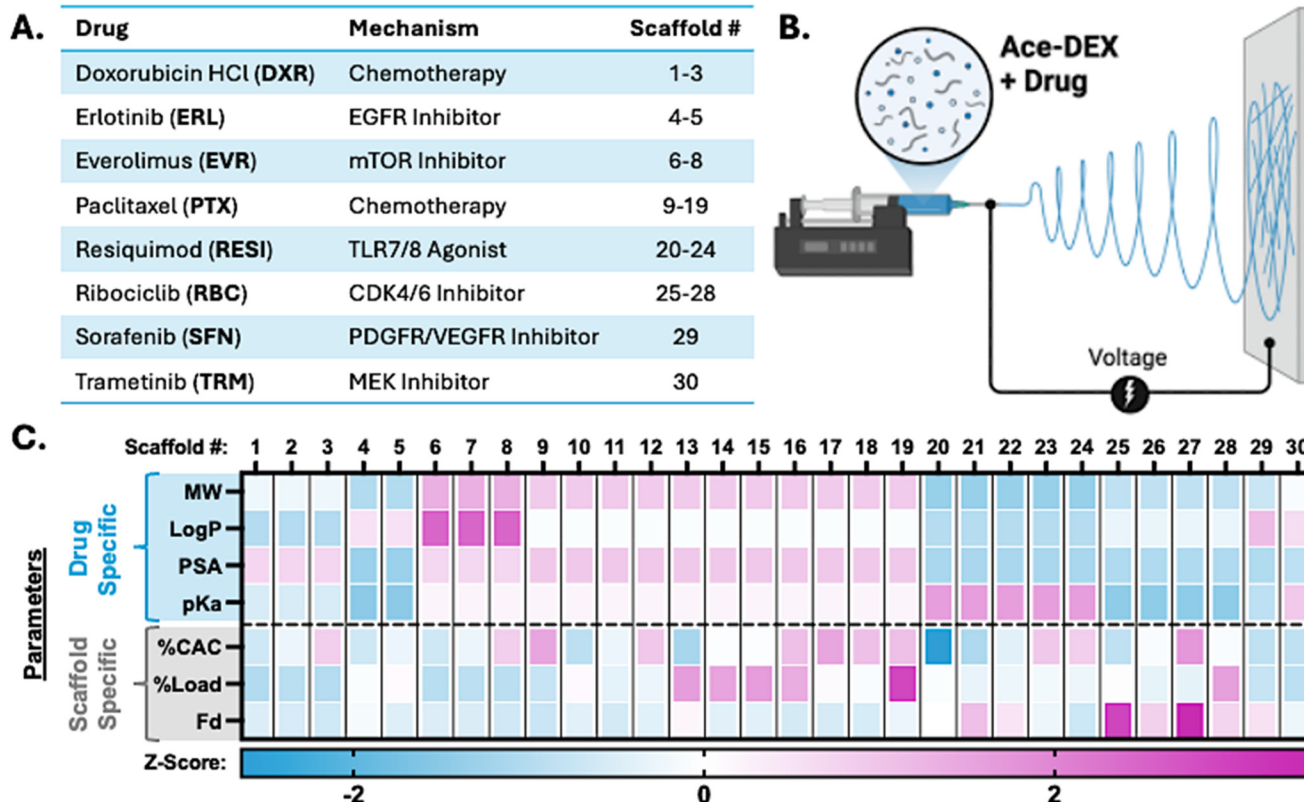 A.
Drug Mechanism Scaffold #
Doxorubicin HCl (DXR) Chemotherapy 1-3
Erlotinib (ERL) EGFR Inhibitor 4-5
Everolimus (EVR) mTOR Inhibitor 6-8
Paclitaxel (PTX) Chemotherapy 9-19
Resiquimod (RESI) TLR7/8 Agonist 20-24
Ribociclib (RBC) CDK4/6 Inhibitor 25-28
Sorafenib (SFN) PDGFR/VEGFR Inhibitor 29
Trametinib (TRM) MEK Inhibitor 30
B.
Ace-DEX
+ Drug
Voltage
C.
Scaffold #: 1 2 3 4 5 6 7 8 9 10 11 12 13 14 15 16 17 18 19 20 21 22 23 24 25 26 27 28 29 30
Parameters
Drug
Specific
MW
LogP
PSA
pKa
Scaffold
Specific
%CAC
%Load
Fd
Z-Score:
-2 0 2